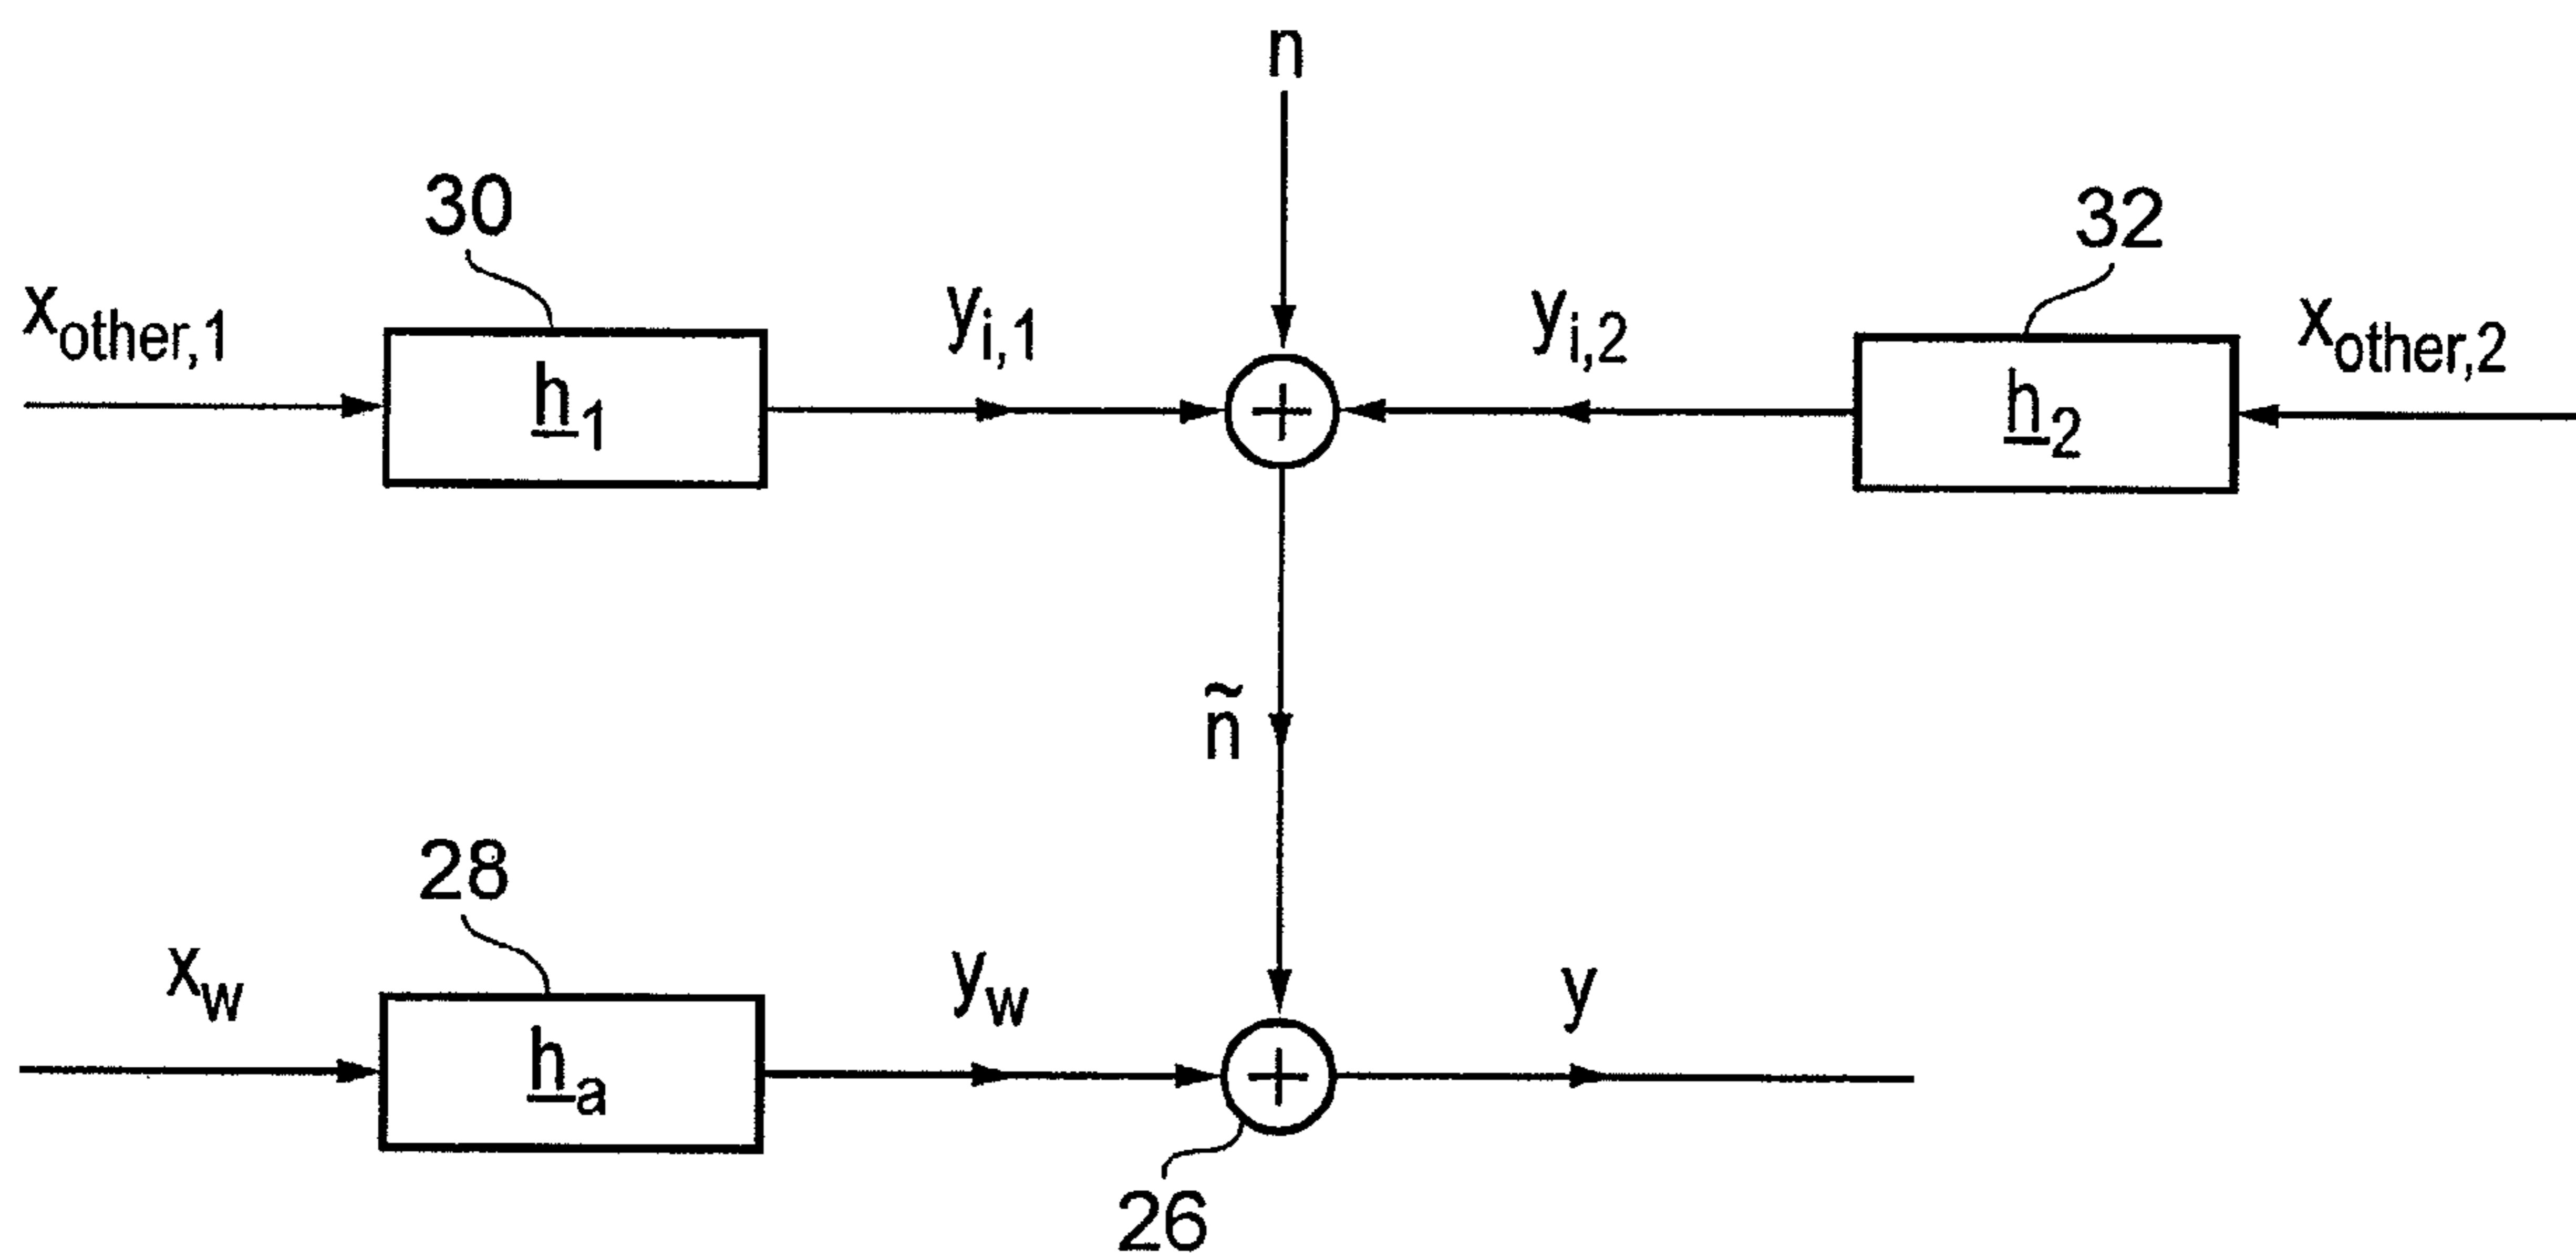 n
30
32
x_other,1
y_i,1
y_i,2
x_other,2
h_1
+
h_2
ñ
28
x_w
y_w
y
h_a
+
26